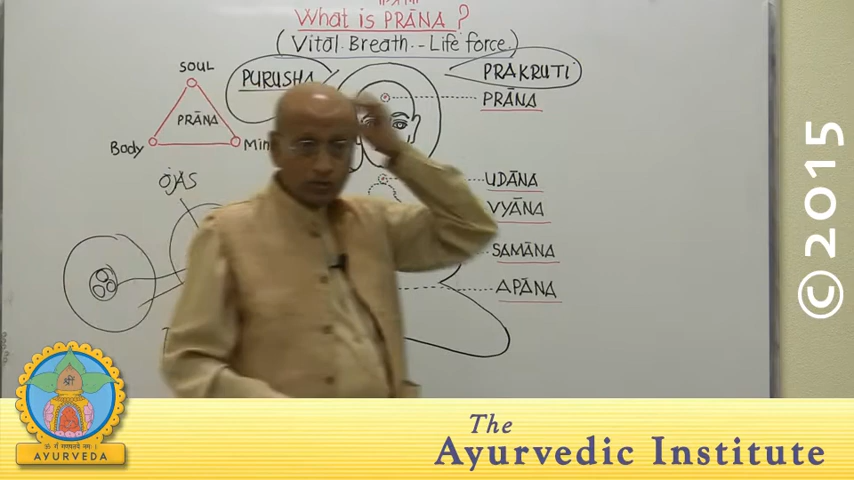 What is PRĀNA ?
(Vital Breath - Life force)
SOUL
PURUSHA
PRAKRUTI
PRĀNA
PRĀNA
Body
UDĀNA
OJAS
VYĀNA
SAMĀNA
APĀNA
©2015
श्रीं
AYURVEDA
The
Ayurvedic Institute